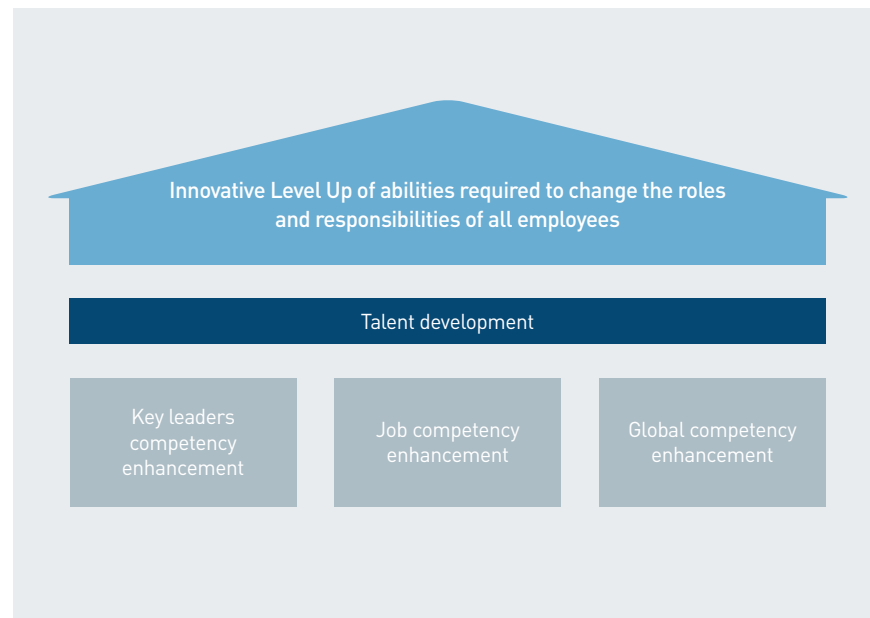 Innovative Level Up of abilities required to change the roles
and responsibilities of all employees
Talent development
Key leaders
competency
enhancement
Job competency
enhancement
Global competency
enhancement